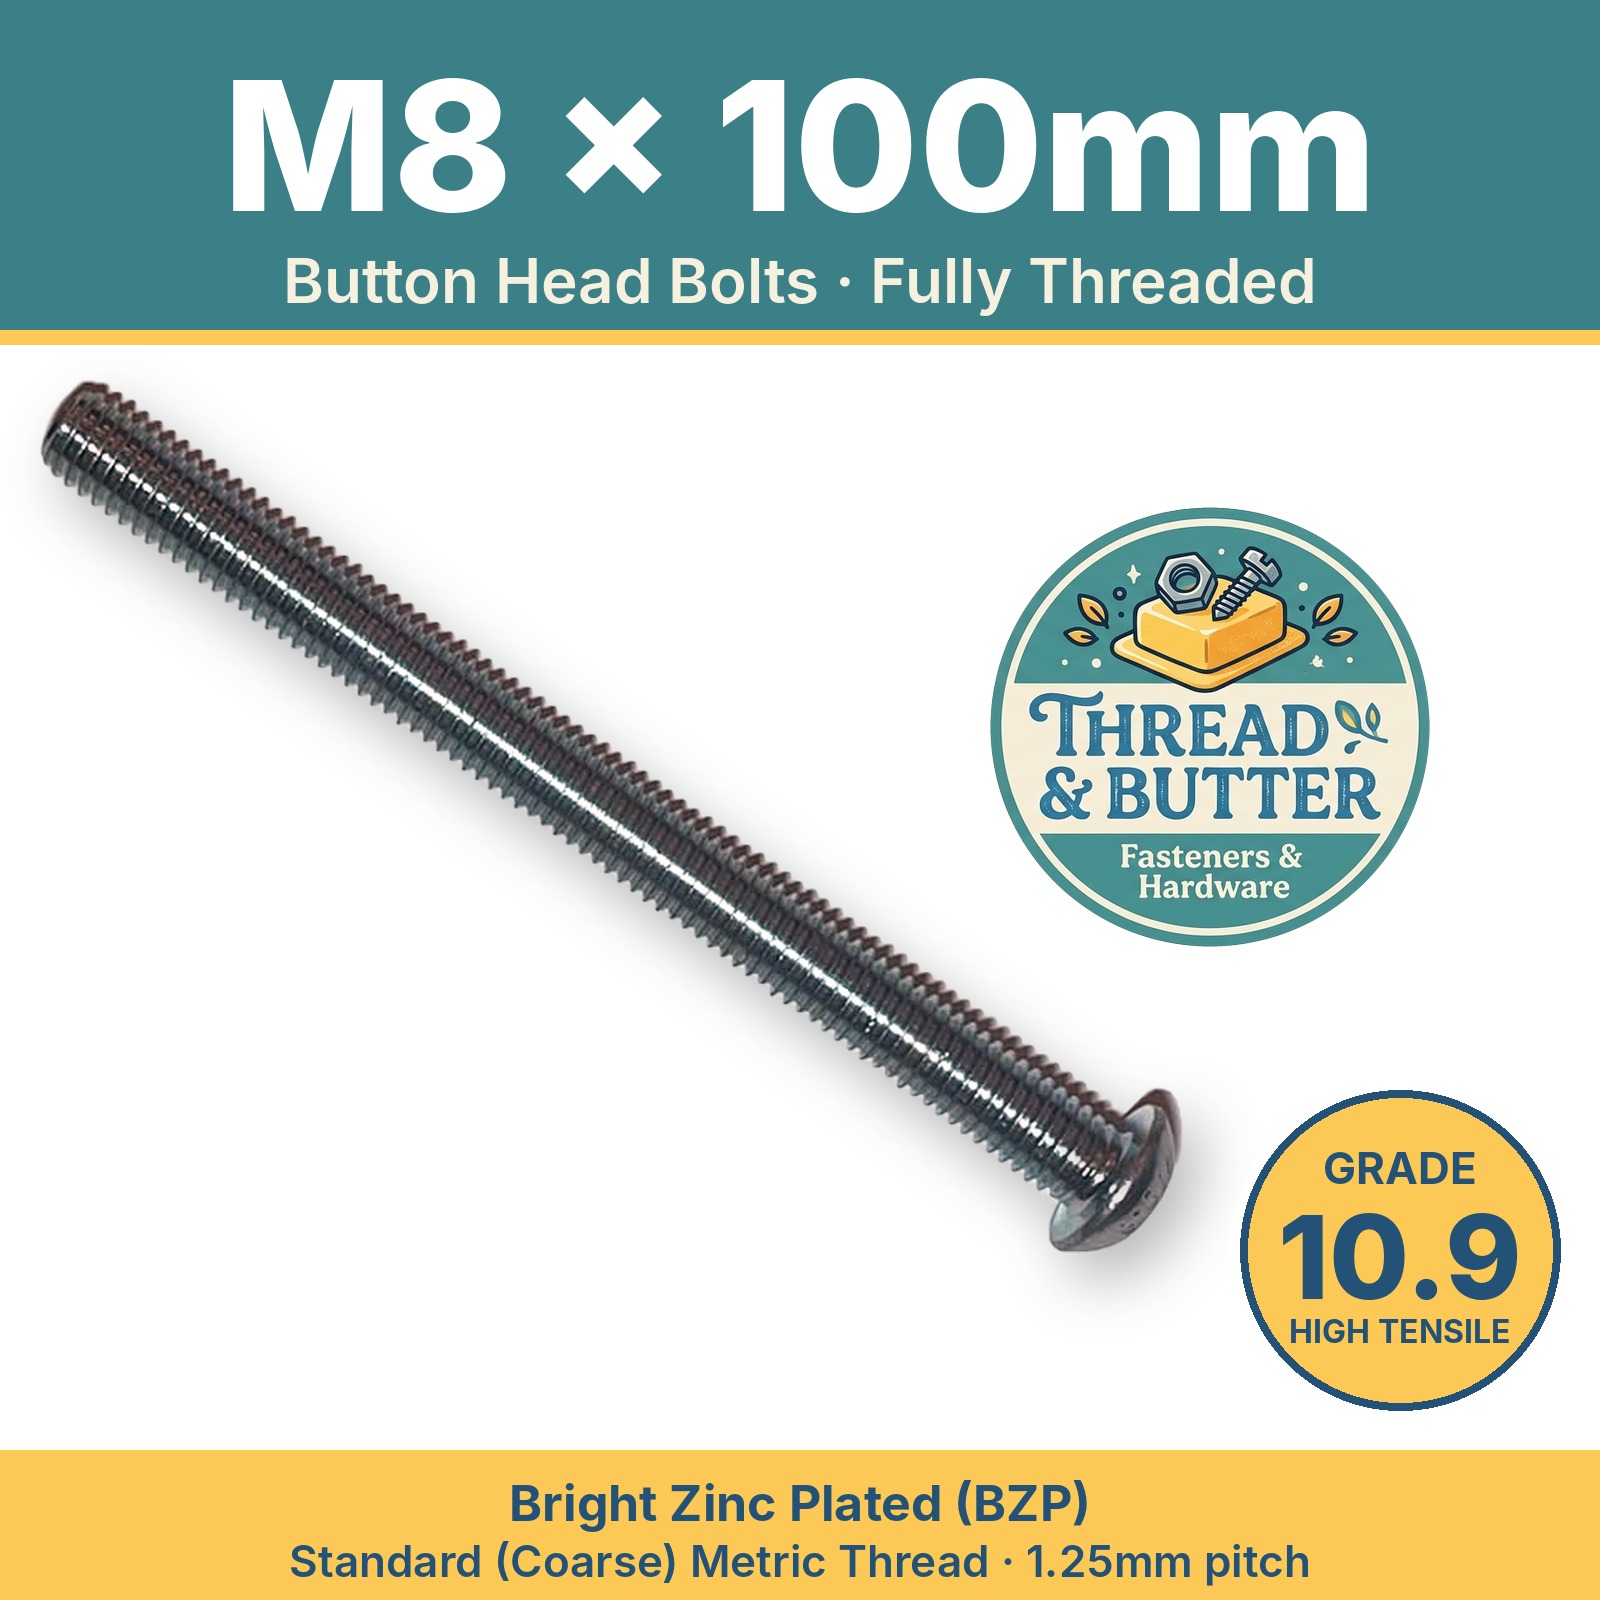 M8 × 100mm
Button Head Bolts · Fully Threaded
THREAD
& BUTTER
Fasteners &
Hardware
GRADE
10.9
HIGH TENSILE
Bright Zinc Plated (BZP)
Standard (Coarse) Metric Thread · 1.25mm pitch